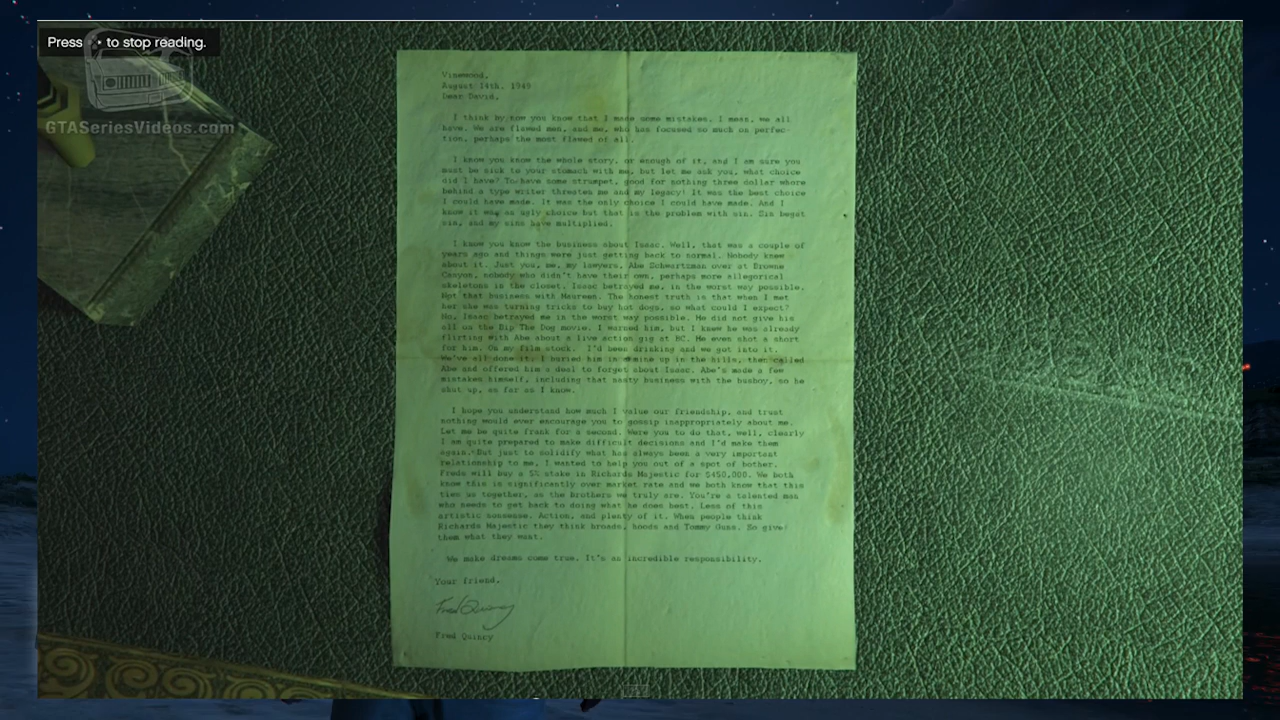 Press to stop reading.
GTASeriesVideos.com
Vinewood,
August 14th, 1949
Dear David,
I think by now you know that I made some mistakes. I mean, we all
have. We are flawed men, and me, who has focused so much on perfec-
tion, perhaps the most flawed of all.
I know you know the whole story, or enough of it, and I am sure you
must be sick to your stomach with me, but let me ask you, what choice
did I have? To have some strumpet, good for nothing three dollar whore
behind a type writer threaten me and my legacy! It was the best choice
I could have made. It was the only choice I could have made. And I
know it was an ugly choice but that is the problem with sin. Sin begat
sin, and my sins have multiplied.
I know you know the business about Isaac. Well, that was a couple of
years ago and things were just getting back to normal. Nobody knew
about it. Just you, me, my lawyers, Abe Schwartzman over at Browne
Canyon, nobody who didn't have their own, perhaps more allegorical
skeletons in the closet. Isaac betrayed me, in the worst way possible.
Not that business with Maureen. The honest truth is that when I met
her she was turning tricks to buy hot dogs, so what could I expect?
No, Isaac betrayed me in the worst way possible. He did not give his
all on the Dip The Dog movie. I warned him, but I knew he was already
flirting with Abe about a live action gig at BC. He even shot a short
for him. On my film stock. I'd been drinking and we got into it.
We've all done it. I buried him in a mine up in the hills, then called
Abe and offered him a deal to forget about Isaac. Abe's made a few
mistakes himself, including that nasty business with the busboy, so he
shut up, as far as I know.
I hope you understand how much I value our friendship, and trust
nothing would ever encourage you to gossip inappropriately about me.
Let me be quite frank for a second. Were you to do that, well, clearly
I am quite prepared to make difficult decisions and I'd make them
again. But just to solidify what has always been a very important
relationship to me, I wanted to help you out of a spot of bother.
Freds will buy a 5% stake in Richards Majestic for $450,000. We both
know this is significantly over market rate and we both know that this
ties us together, as the brothers we truly are. You're a talented man
who needs to get back to doing what he does best. Less of this
artistic nonsense. Action, and plenty of it. When people think
Richards Majestic they think broads, hoods and Tommy Guns. So give
them what they want.
We make dreams come true. It's an incredible responsibility.
Your friend,
Fred Quincy
Fred Quincy